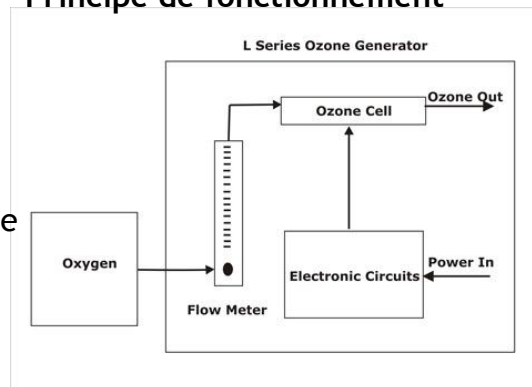 Principe de fonctionnement
L Series Ozone Generator
Ozone Out
Ozone Cell
e
Oxygen
Power In
Electronic Circuits
Flow Meter